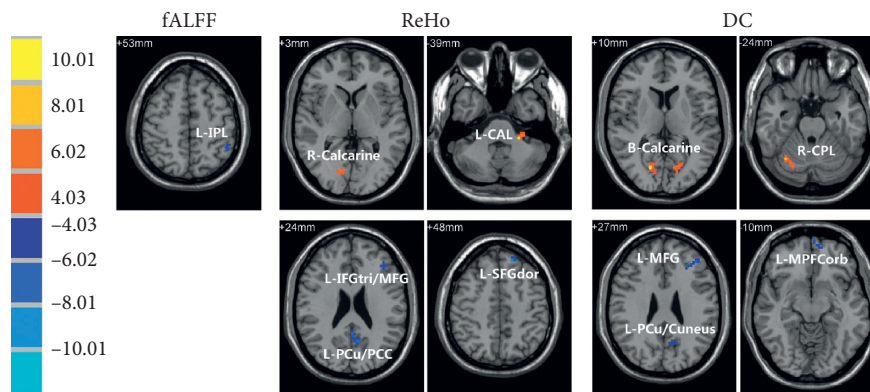 fALFF
ReHo
DC
10.01
8.01
6.02
4.03
–4.03
–6.02
–8.01
–10.01
+53mm
L-IPL
+3mm
R-Calcarine
-39mm
L-CAL
+10mm
B-Calcarine
-24mm
R-CPL
+24mm
L-IFGtri/MFG
L-PCu/PCC
+48mm
L-SFGdor
+27mm
L-MFG
L-PCu/Cuneus
-10mm
L-MPFCorb